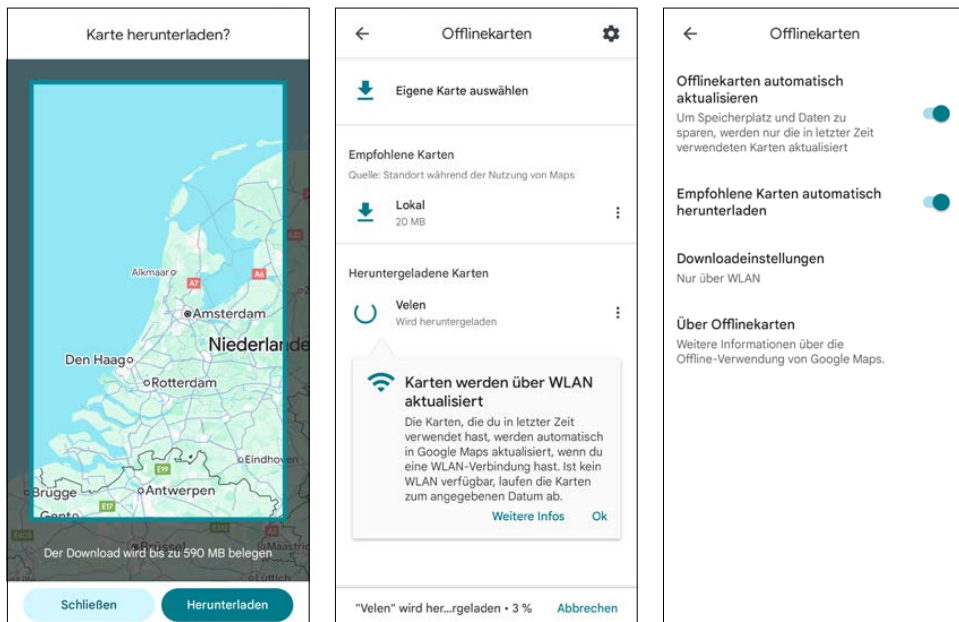 Karte herunterladen?
Alkmaar
A7
A6
Amsterdam
Niederlande
Den Haag
Rotterdam
Eindhoven
E19
Brügge
Antwerpen
E17
Brüssel
Der Download wird bis zu 590 MB belegen
Schließen
Herunterladen
Offlinekarten
Eigene Karte auswählen
Empfohlene Karten
Quelle: Standort während der Nutzung von Maps
Lokal
20 MB
Heruntergeladene Karten
Velen
Wird heruntergeladen
Karten werden über WLAN
aktualisiert
Die Karten, die du in letzter Zeit
verwendet hast, werden automatisch
in Google Maps aktualisiert, wenn du
eine WLAN-Verbindung hast. Ist kein
WLAN verfügbar, laufen die Karten
zum angegebenen Datum ab.
Weitere Infos Ok
"Velen" wird her...rgeladen • 3 % Abbrechen
Offlinekarten
Offlinekarten automatisch
aktualisieren
Um Speicherplatz und Daten zu
sparen, werden nur die in letzter Zeit
verwendeten Karten aktualisiert
Empfohlene Karten automatisch
herunterladen
Downloadeinstellungen
Nur über WLAN
Über Offlinekarten
Weitere Informationen über die
Offline-Verwendung von Google Maps.